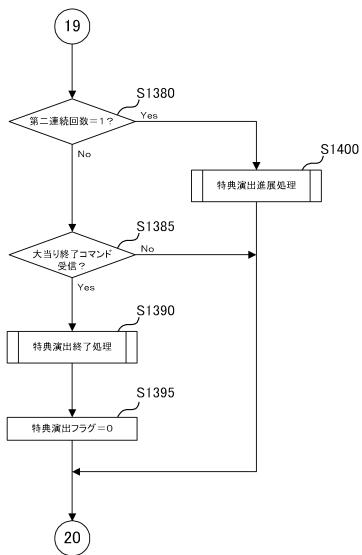 19
S1380
第二連続回数=1?
Yes
No
S1400
特典演出進展処理
S1385
大当り終了コマンド
受信?
No
Yes
S1390
特典演出終了処理
S1395
特典演出フラグ=0
20